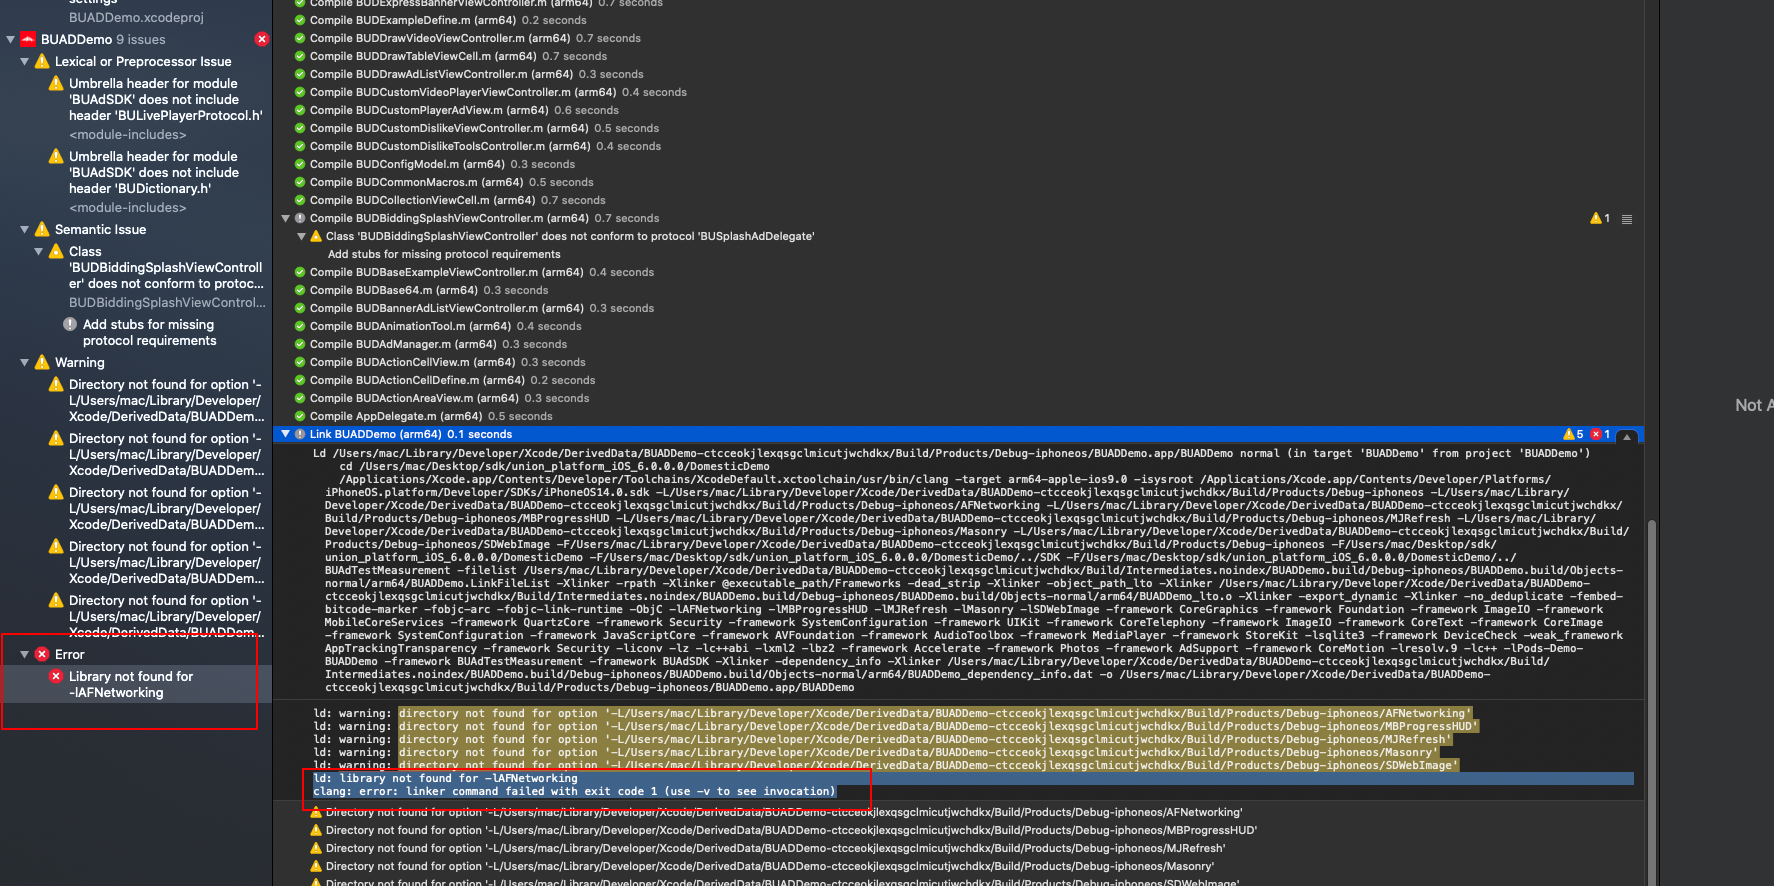 settings
BUADDemo.xcodeproj
BUADDemo 9 issues
Lexical or Preprocessor Issue
Umbrella header for module
'BUAdSDK' does not include
header 'BULivePlayerProtocol.h'
<module-includes>
Umbrella header for module
'BUAdSDK' does not include
header 'BUDictionary.h'
<module-includes>
Semantic Issue
Class
'BUDBiddingSplashViewControll
er' does not conform to protoc...
BUDBiddingSplashViewControl...
Add stubs for missing
protocol requirements
Warning
Directory not found for option '-
L/Users/mac/Library/Developer/
Xcode/DerivedData/BUADDem...
Directory not found for option '-
L/Users/mac/Library/Developer/
Xcode/DerivedData/BUADDem...
Directory not found for option '-
L/Users/mac/Library/Developer/
Xcode/DerivedData/BUADDem...
Directory not found for option '-
L/Users/mac/Library/Developer/
Xcode/DerivedData/BUADDem...
Directory not found for option '-
L/Users/mac/Library/Developer/
Xcode/DerivedData/BUADDem...
Error
Library not found for
-lAFNetworking
Compile BUDExpressBannerViewController.m (arm64) 0.7 seconds
Compile BUDExampleDefine.m (arm64) 0.2 seconds
Compile BUDDrawVideoViewController.m (arm64) 0.7 seconds
Compile BUDDrawTableViewCell.m (arm64) 0.7 seconds
Compile BUDDrawAdListViewController.m (arm64) 0.3 seconds
Compile BUDCustomVideoPlayerViewController.m (arm64) 0.4 seconds
Compile BUDCustomPlayerAdView.m (arm64) 0.6 seconds
Compile BUDCustomDislikeViewController.m (arm64) 0.5 seconds
Compile BUDCustomDislikeToolsController.m (arm64) 0.4 seconds
Compile BUDConfigModel.m (arm64) 0.3 seconds
Compile BUDCommonMacros.m (arm64) 0.5 seconds
Compile BUDCollectionViewCell.m (arm64) 0.7 seconds
Compile BUDBiddingSplashViewController.m (arm64) 0.7 seconds 1
Class 'BUDBiddingSplashViewController' does not conform to protocol 'BUSplashAdDelegate'
Add stubs for missing protocol requirements
Compile BUDBaseExampleViewController.m (arm64) 0.4 seconds
Compile BUDBase64.m (arm64) 0.3 seconds
Compile BUDBannerAdListViewController.m (arm64) 0.3 seconds
Compile BUDAnimationTool.m (arm64) 0.4 seconds
Compile BUDAdManager.m (arm64) 0.3 seconds
Compile BUDActionCellView.m (arm64) 0.3 seconds
Compile BUDActionCellDefine.m (arm64) 0.2 seconds
Compile BUDActionAreaView.m (arm64) 0.3 seconds
Compile AppDelegate.m (arm64) 0.5 seconds
Link BUADDemo (arm64) 0.1 seconds 5 1
Ld /Users/mac/Library/Developer/Xcode/DerivedData/BUADDemo-ctcceokjlexqsgclmicutjwchdkx/Build/Products/Debug-iphoneos/BUADDemo.app/BUADDemo normal (in target 'BUADDemo' from project 'BUADDemo')
cd /Users/mac/Desktop/sdk/union_platform_iOS_6.0.0.0/DomesticDemo
/Applications/Xcode.app/Contents/Developer/Toolchains/XcodeDefault.xctoolchain/usr/bin/clang -target arm64-apple-ios9.0 -isysroot /Applications/Xcode.app/Contents/Developer/Platforms/
iPhoneOS.platform/Developer/SDKs/iPhoneOS14.0.sdk -L/Users/mac/Library/Developer/Xcode/DerivedData/BUADDemo-ctcceokjlexqsgclmicutjwchdkx/Build/Products/Debug-iphoneos -L/Users/mac/Library/
Developer/Xcode/DerivedData/BUADDemo-ctcceokjlexqsgclmicutjwchdkx/Build/Products/Debug-iphoneos/AFNetworking -L/Users/mac/Library/Developer/Xcode/DerivedData/BUADDemo-ctcceokjlexqsgclmicutjwchdkx/
Build/Products/Debug-iphoneos/MBProgressHUD -L/Users/mac/Library/Developer/Xcode/DerivedData/BUADDemo-ctcceokjlexqsgclmicutjwchdkx/Build/Products/Debug-iphoneos/MJRefresh -L/Users/mac/Library/
Developer/Xcode/DerivedData/BUADDemo-ctcceokjlexqsgclmicutjwchdkx/Build/Products/Debug-iphoneos/Masonry -L/Users/mac/Library/Developer/Xcode/DerivedData/BUADDemo-ctcceokjlexqsgclmicutjwchdkx/Build/
Products/Debug-iphoneos/SDWebImage -F/Users/mac/Library/Developer/Xcode/DerivedData/BUADDemo-ctcceokjlexqsgclmicutjwchdkx/Build/Products/Debug-iphoneos -F/Users/mac/Desktop/sdk/
union_platform_iOS_6.0.0.0/DomesticDemo -F/Users/mac/Desktop/sdk/union_platform_iOS_6.0.0.0/DomesticDemo/../SDK -F/Users/mac/Desktop/sdk/union_platform_iOS_6.0.0.0/DomesticDemo/../
BUAdTestMeasurement -filelist /Users/mac/Library/Developer/Xcode/DerivedData/BUADDemo-ctcceokjlexqsgclmicutjwchdkx/Build/Intermediates.noindex/BUADDemo.build/Debug-iphoneos/BUADDemo.build/Objects-
normal/arm64/BUADDemo.LinkFileList -Xlinker -rpath -Xlinker @executable_path/Frameworks -dead_strip -Xlinker -object_path_lto -Xlinker /Users/mac/Library/Developer/Xcode/DerivedData/BUADDemo-
ctcceokjlexqsgclmicutjwchdkx/Build/Intermediates.noindex/BUADDemo.build/Debug-iphoneos/BUADDemo.build/Objects-normal/arm64/BUADDemo_lto.o -Xlinker -export_dynamic -Xlinker -no_deduplicate -fembed-
bitcode-marker -fobjc-arc -fobjc-link-runtime -ObjC -lAFNetworking -lMBProgressHUD -lMJRefresh -lMasonry -lSDWebImage -framework CoreGraphics -framework Foundation -framework ImageIO -framework
MobileCoreServices -framework QuartzCore -framework Security -framework SystemConfiguration -framework UIKit -framework CoreTelephony -framework ImageIO -framework CoreText -framework CoreImage
-framework SystemConfiguration -framework JavaScriptCore -framework AVFoundation -framework AudioToolbox -framework MediaPlayer -framework StoreKit -lsqlite3 -framework DeviceCheck -weak_framework
AppTrackingTransparency -framework Security -liconv -lz -lc++abi -lxml2 -lbz2 -framework Accelerate -framework Photos -framework AdSupport -framework CoreMotion -lresolv.9 -lc++ -lPods-Demo-
BUADDemo -framework BUAdTestMeasurement -framework BUAdSDK -Xlinker -dependency_info -Xlinker /Users/mac/Library/Developer/Xcode/DerivedData/BUADDemo-ctcceokjlexqsgclmicutjwchdkx/Build/
Intermediates.noindex/BUADDemo.build/Debug-iphoneos/BUADDemo.build/Objects-normal/arm64/BUADDemo_dependency_info.dat -o /Users/mac/Library/Developer/Xcode/DerivedData/BUADDemo-
ctcceokjlexqsgclmicutjwchdkx/Build/Products/Debug-iphoneos/BUADDemo.app/BUADDemo
ld: warning: directory not found for option '-L/Users/mac/Library/Developer/Xcode/DerivedData/BUADDemo-ctcceokjlexqsgclmicutjwchdkx/Build/Products/Debug-iphoneos/AFNetworking'
ld: warning: directory not found for option '-L/Users/mac/Library/Developer/Xcode/DerivedData/BUADDemo-ctcceokjlexqsgclmicutjwchdkx/Build/Products/Debug-iphoneos/MBProgressHUD'
ld: warning: directory not found for option '-L/Users/mac/Library/Developer/Xcode/DerivedData/BUADDemo-ctcceokjlexqsgclmicutjwchdkx/Build/Products/Debug-iphoneos/MJRefresh'
ld: warning: directory not found for option '-L/Users/mac/Library/Developer/Xcode/DerivedData/BUADDemo-ctcceokjlexqsgclmicutjwchdkx/Build/Products/Debug-iphoneos/Masonry'
ld: warning: directory not found for option '-L/Users/mac/Library/Developer/Xcode/DerivedData/BUADDemo-ctcceokjlexqsgclmicutjwchdkx/Build/Products/Debug-iphoneos/SDWebImage'
ld: library not found for -lAFNetworking
clang: error: linker command failed with exit code 1 (use -v to see invocation)
Directory not found for option '-L/Users/mac/Library/Developer/Xcode/DerivedData/BUADDemo-ctcceokjlexqsgclmicutjwchdkx/Build/Products/Debug-iphoneos/AFNetworking'
Directory not found for option '-L/Users/mac/Library/Developer/Xcode/DerivedData/BUADDemo-ctcceokjlexqsgclmicutjwchdkx/Build/Products/Debug-iphoneos/MBProgressHUD'
Directory not found for option '-L/Users/mac/Library/Developer/Xcode/DerivedData/BUADDemo-ctcceokjlexqsgclmicutjwchdkx/Build/Products/Debug-iphoneos/MJRefresh'
Directory not found for option '-L/Users/mac/Library/Developer/Xcode/DerivedData/BUADDemo-ctcceokjlexqsgclmicutjwchdkx/Build/Products/Debug-iphoneos/Masonry'
Directory not found for option '-L/Users/mac/Library/Developer/Xcode/DerivedData/BUADDemo-ctcceokjlexqsgclmicutjwchdkx/Build/Products/Debug-iphoneos/SDWebImage'
Not A